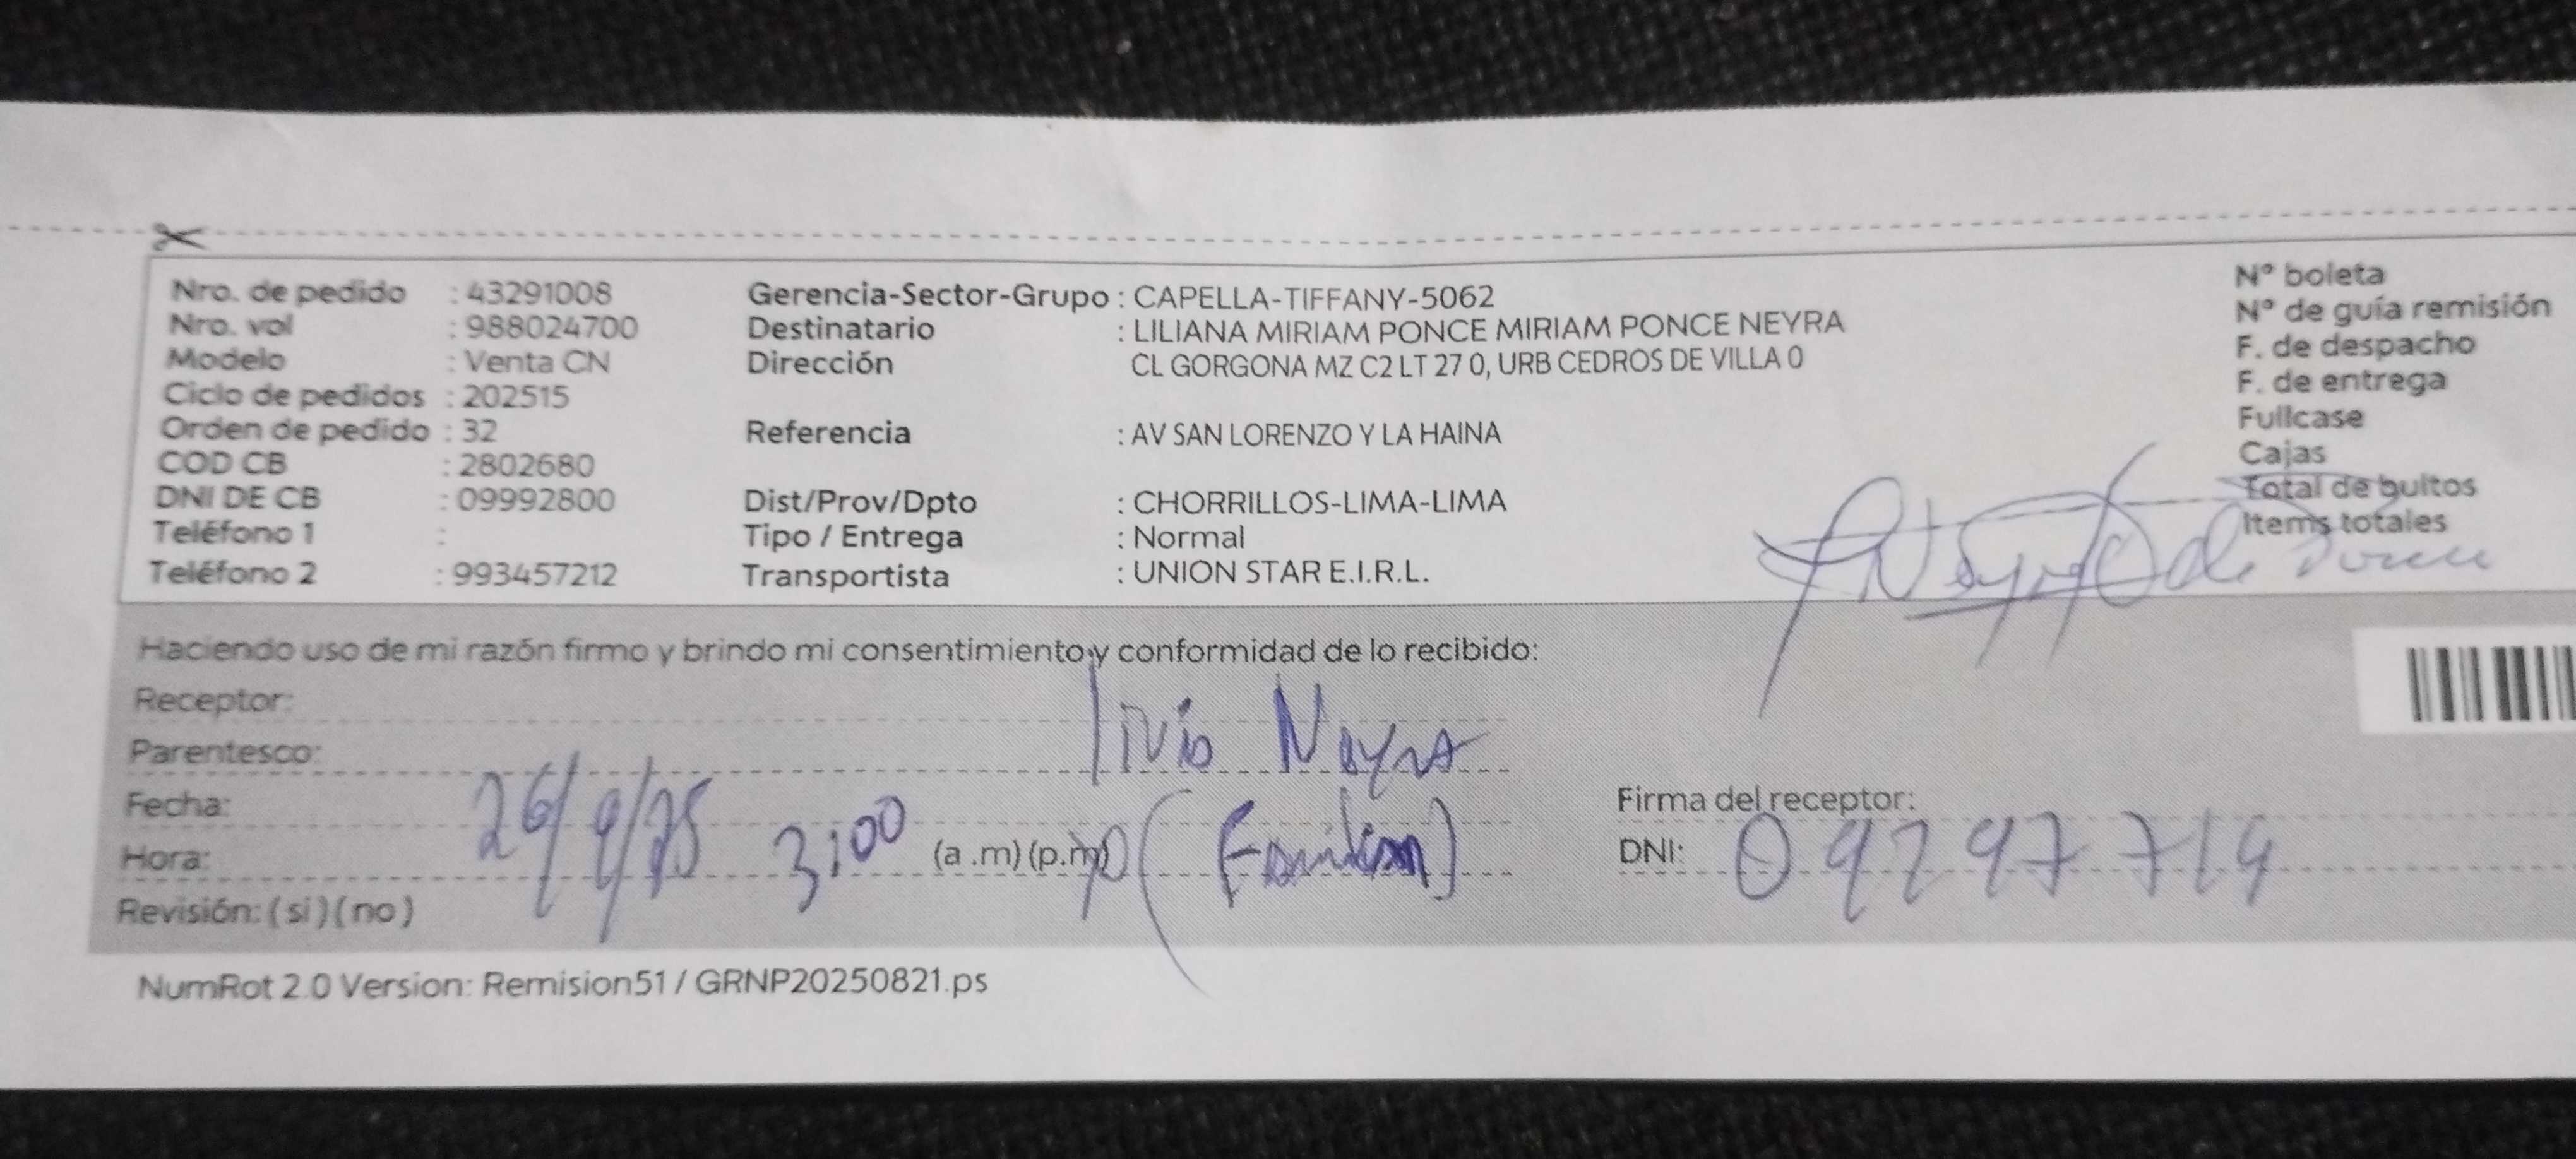 Nro. de pedido : 43291008
Nro. vol : 988024700
Modelo : Venta CN
Ciclo de pedidos : 202515
Orden de pedido : 32
COD CB : 2802680
DNI DE CB : 09992800
Teléfono 1 :
Teléfono 2 : 993457212
Gerencia-Sector-Grupo : CAPELLA-TIFFANY-5062
Destinatario : LILIANA MIRIAM PONCE MIRIAM PONCE NEYRA
Dirección CL GORGONA MZ C2 LT 27 0, URB CEDROS DE VILLA 0
Referencia : AV SAN LORENZO Y LA HAINA
Dist/Prov/Dpto : CHORRILLOS-LIMA-LIMA
Tipo / Entrega : Normal
Transportista : UNION STAR E.I.R.L.
N° boleta
N° de guía remisión
F. de despacho
F. de entrega
Fullcase
Cajas
Total de bultos
Items totales
Haciendo uso de mi razón firmo y brindo mi consentimiento y conformidad de lo recibido:
Receptor:
Parentesco:
Fecha: 26/9/25
Hora: 3:00 (a .m) (p.m)
Revisión: ( si ) ( no )
Firma del receptor:
DNI: 09297714
NumRot 2.0 Version: Remision51 / GRNP20250821.ps